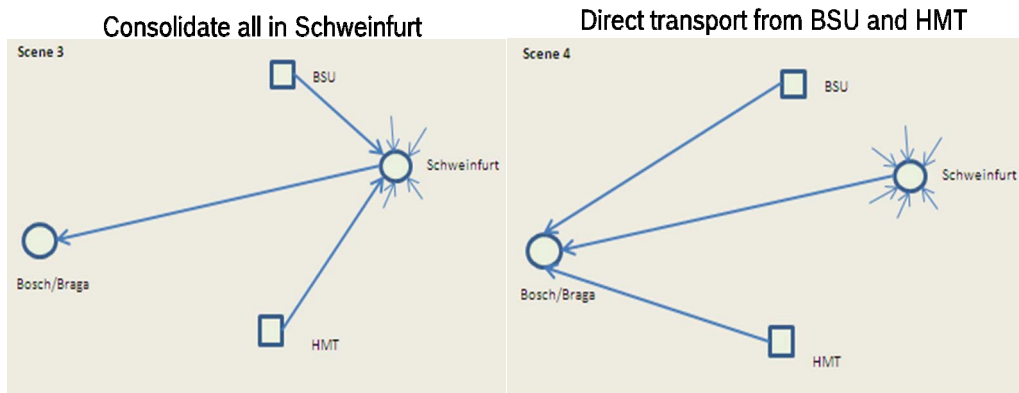 Consolidate all in Schweinfurt
Scene 3
BSU
Schweinfurt
Bosch/Braga
HMT
Direct transport from BSU and HMT
Scene 4
BSU
Schweinfurt
Bosch/Braga
HMT